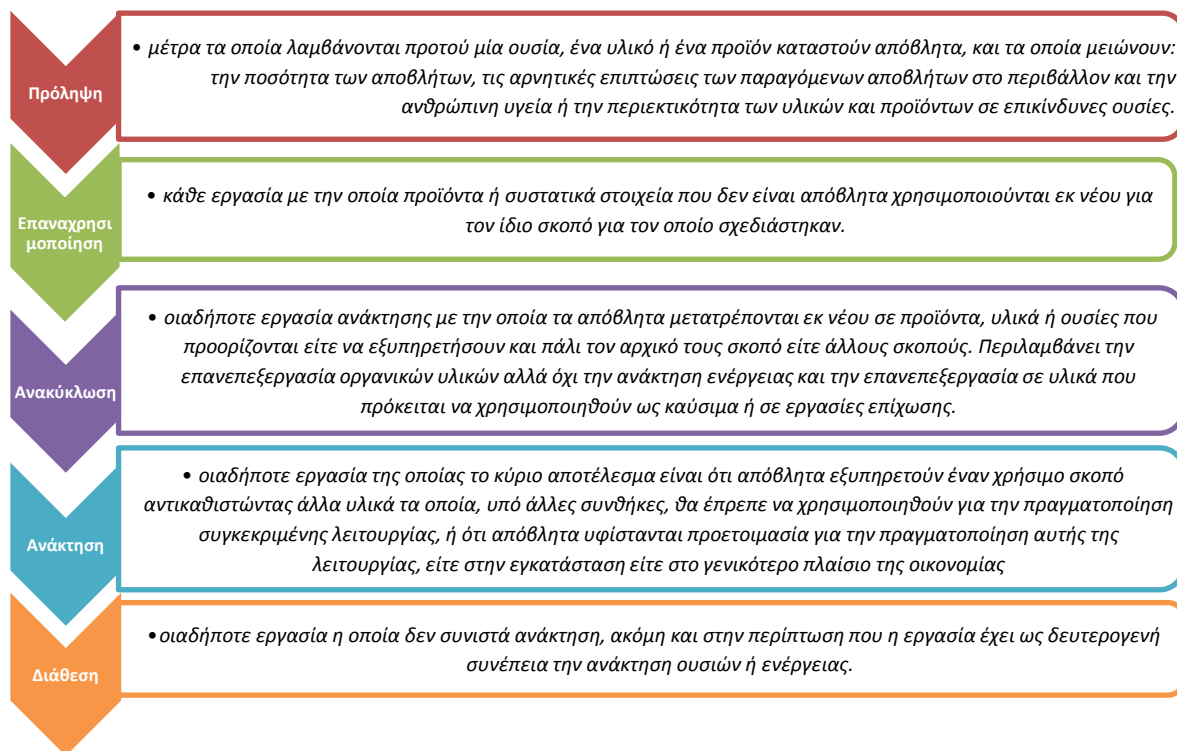 Πρόληψη
• μέτρα τα οποία λαμβάνονται προτού μία ουσία, ένα υλικό ή ένα προϊόν καταστούν απόβλητα, και τα οποία μειώνουν:
την ποσότητα των αποβλήτων, τις αρνητικές επιπτώσεις των παραγόμενων αποβλήτων στο περιβάλλον και την
ανθρώπινη υγεία ή την περιεκτικότητα των υλικών και προϊόντων σε επικίνδυνες ουσίες.
Επαναχρησι
μοποίηση
• κάθε εργασία με την οποία προϊόντα ή συστατικά στοιχεία που δεν είναι απόβλητα χρησιμοποιούνται εκ νέου για
τον ίδιο σκοπό για τον οποίο σχεδιάστηκαν.
Ανακύκλωση
• οιαδήποτε εργασία ανάκτησης με την οποία τα απόβλητα μετατρέπονται εκ νέου σε προϊόντα, υλικά ή ουσίες που
προορίζονται είτε να εξυπηρετήσουν και πάλι τον αρχικό τους σκοπό είτε άλλους σκοπούς. Περιλαμβάνει την
επανεπεξεργασία οργανικών υλικών αλλά όχι την ανάκτηση ενέργειας και την επανεπεξεργασία σε υλικά που
πρόκειται να χρησιμοποιηθούν ως καύσιμα ή σε εργασίες επίχωσης.
Ανάκτηση
• οιαδήποτε εργασία της οποίας το κύριο αποτέλεσμα είναι ότι απόβλητα εξυπηρετούν έναν χρήσιμο σκοπό
αντικαθιστώντας άλλα υλικά τα οποία, υπό άλλες συνθήκες, θα έπρεπε να χρησιμοποιηθούν για την πραγματοποίηση
συγκεκριμένης λειτουργίας, ή ότι απόβλητα υφίστανται προετοιμασία για την πραγματοποίηση αυτής της
λειτουργίας, είτε στην εγκατάσταση είτε στο γενικότερο πλαίσιο της οικονομίας
Διάθεση
•οιαδήποτε εργασία η οποία δεν συνιστά ανάκτηση, ακόμη και στην περίπτωση που η εργασία έχει ως δευτερογενή
συνέπεια την ανάκτηση ουσιών ή ενέργειας.